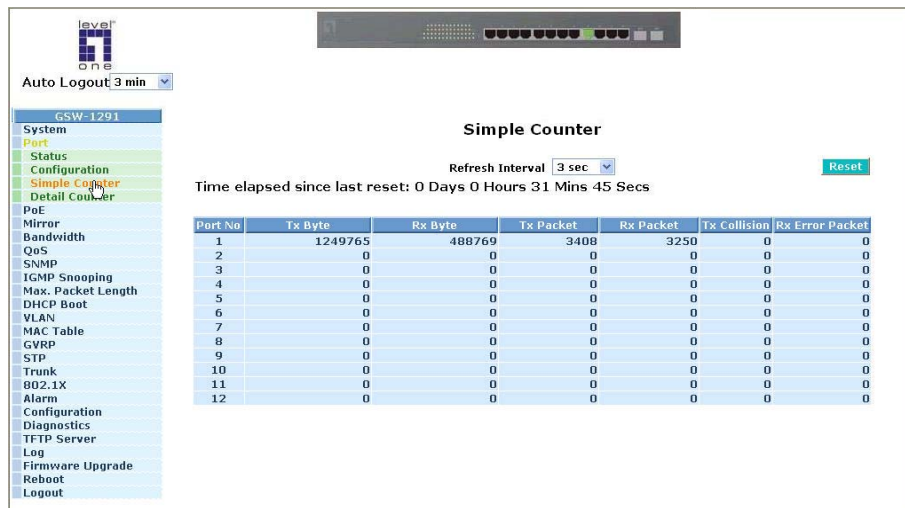 level
one
Auto Logout 3 min
GSW-1291
System
Port
Status
Configuration
Simple Counter
Detail Counter
PoE
Mirror
Bandwidth
QoS
SNMP
IGMP Snooping
Max. Packet Length
DHCP Boot
VLAN
MAC Table
GVRP
STP
Trunk
802.1X
Alarm
Configuration
Diagnostics
TFTP Server
Log
Firmware Upgrade
Reboot
Logout
Simple Counter
Refresh Interval 3 sec Reset
Time elapsed since last reset: 0 Days 0 Hours 31 Mins 45 Secs
Port No Tx Byte Rx Byte Tx Packet Rx Packet Tx Collision Rx Error Packet
1 1249765 488769 3408 3250 0 0
2 0 0 0 0 0 0
3 0 0 0 0 0 0
4 0 0 0 0 0 0
5 0 0 0 0 0 0
6 0 0 0 0 0 0
7 0 0 0 0 0 0
8 0 0 0 0 0 0
9 0 0 0 0 0 0
10 0 0 0 0 0 0
11 0 0 0 0 0 0
12 0 0 0 0 0 0